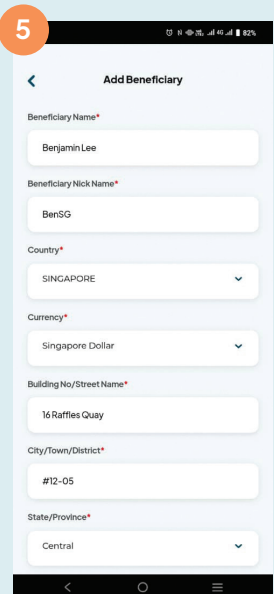 5
82%
Add Beneficiary
Beneficiary Name*
Benjamin Lee
Beneficiary Nick Name*
BenSG
Country*
SINGAPORE
Currency*
Singapore Dollar
Building No/Street Name*
16 Raffles Quay
City/Town/District*
#12-05
State/Province*
Central